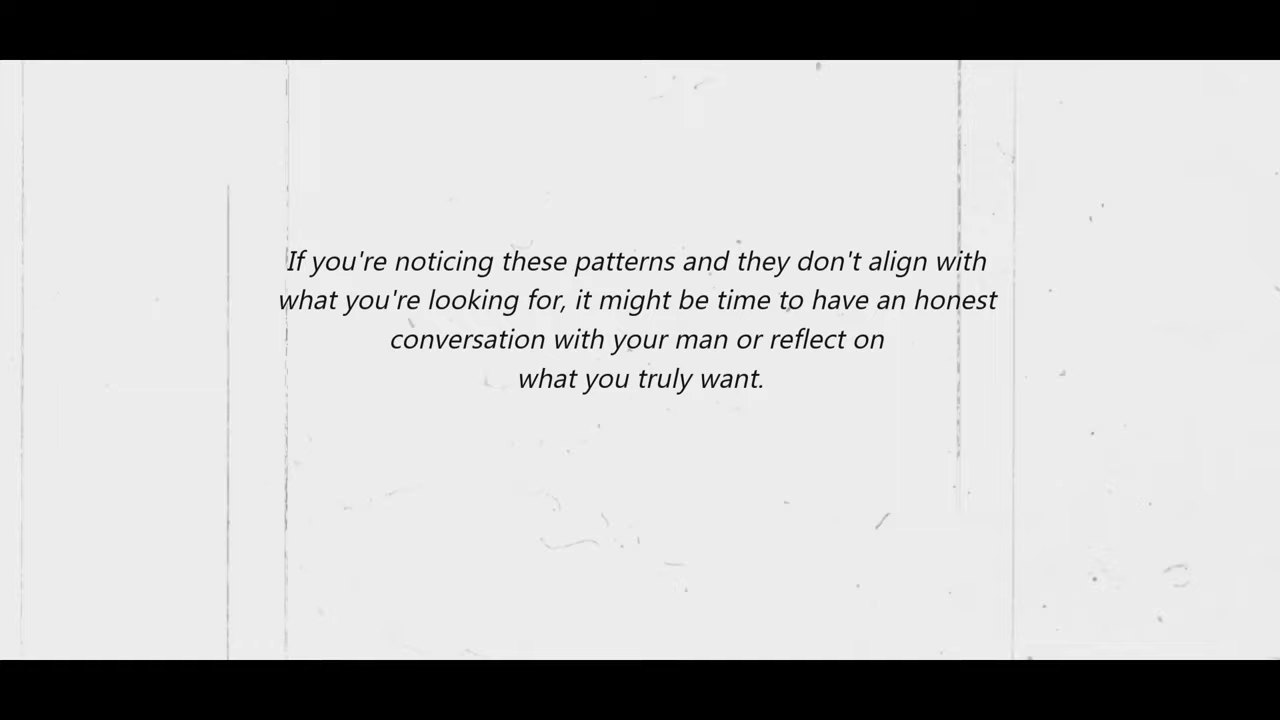 If you're noticing these patterns and they don't align with
what you're looking for, it might be time to have an honest
conversation with your man or reflect on
what you truly want.